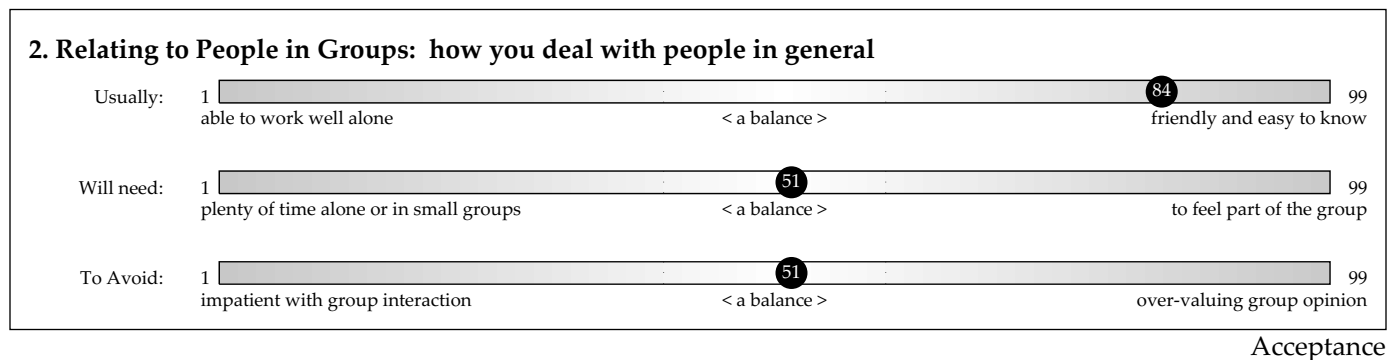 2. Relating to People in Groups: how you deal with people in general
Usually: 1 84 99
able to work well alone < a balance > friendly and easy to know
Will need: 1 51 99
plenty of time alone or in small groups < a balance > to feel part of the group
To Avoid: 1 51 99
impatient with group interaction < a balance > over-valuing group opinion
Acceptance